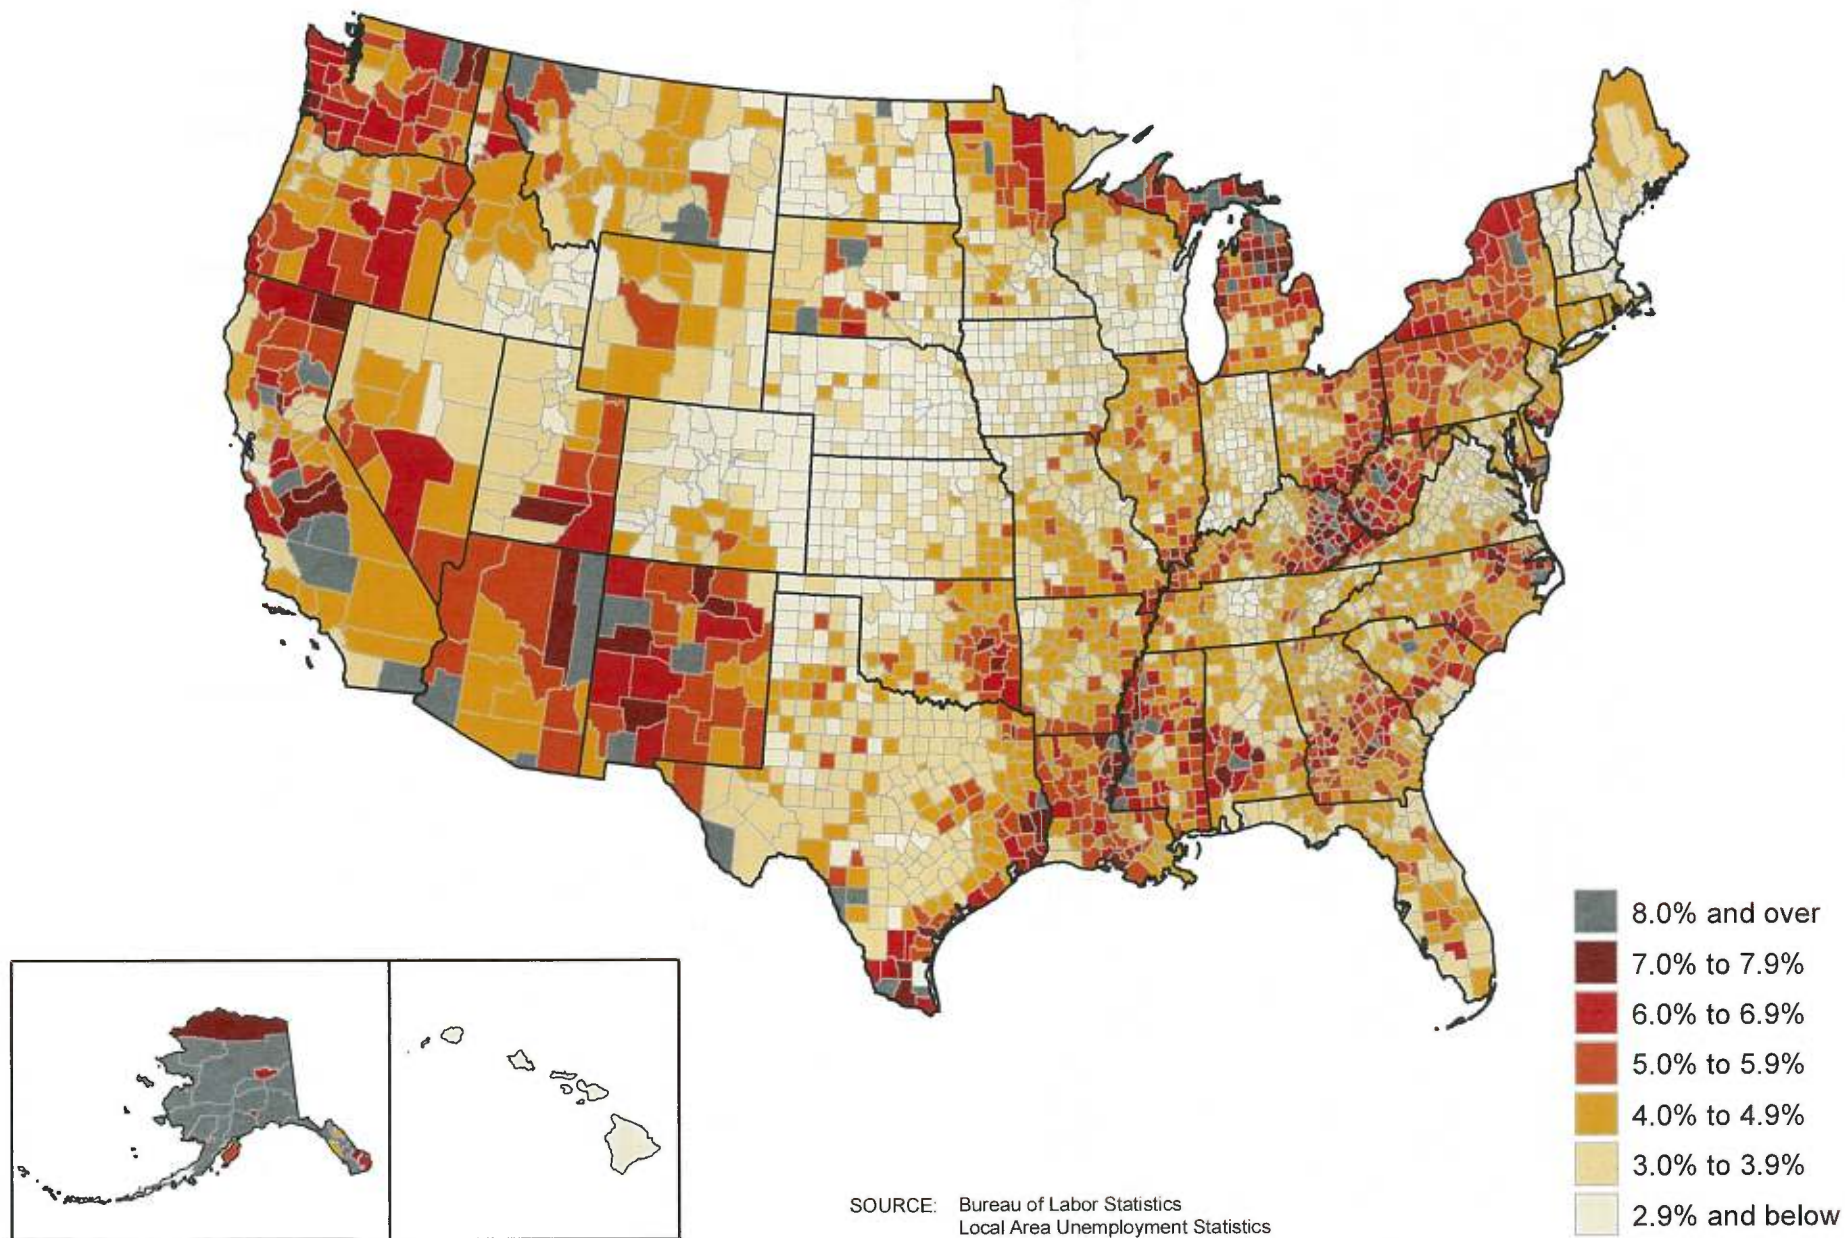 8.0% and over
7.0% to 7.9%
6.0% to 6.9%
5.0% to 5.9%
4.0% to 4.9%
3.0% to 3.9%
2.9% and below
SOURCE: Bureau of Labor Statistics
Local Area Unemployment Statistics